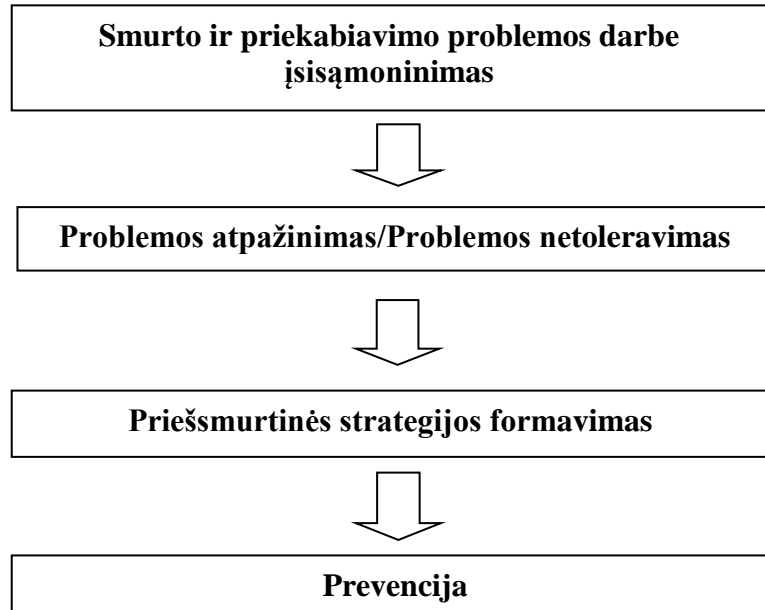 Smurto ir priekabiavimo problemos darbe
įsisąmoninimas
Problemos atpažinimas/Problemos netoleravimas
Priešsmurtinės strategijos formavimas
Prevencija